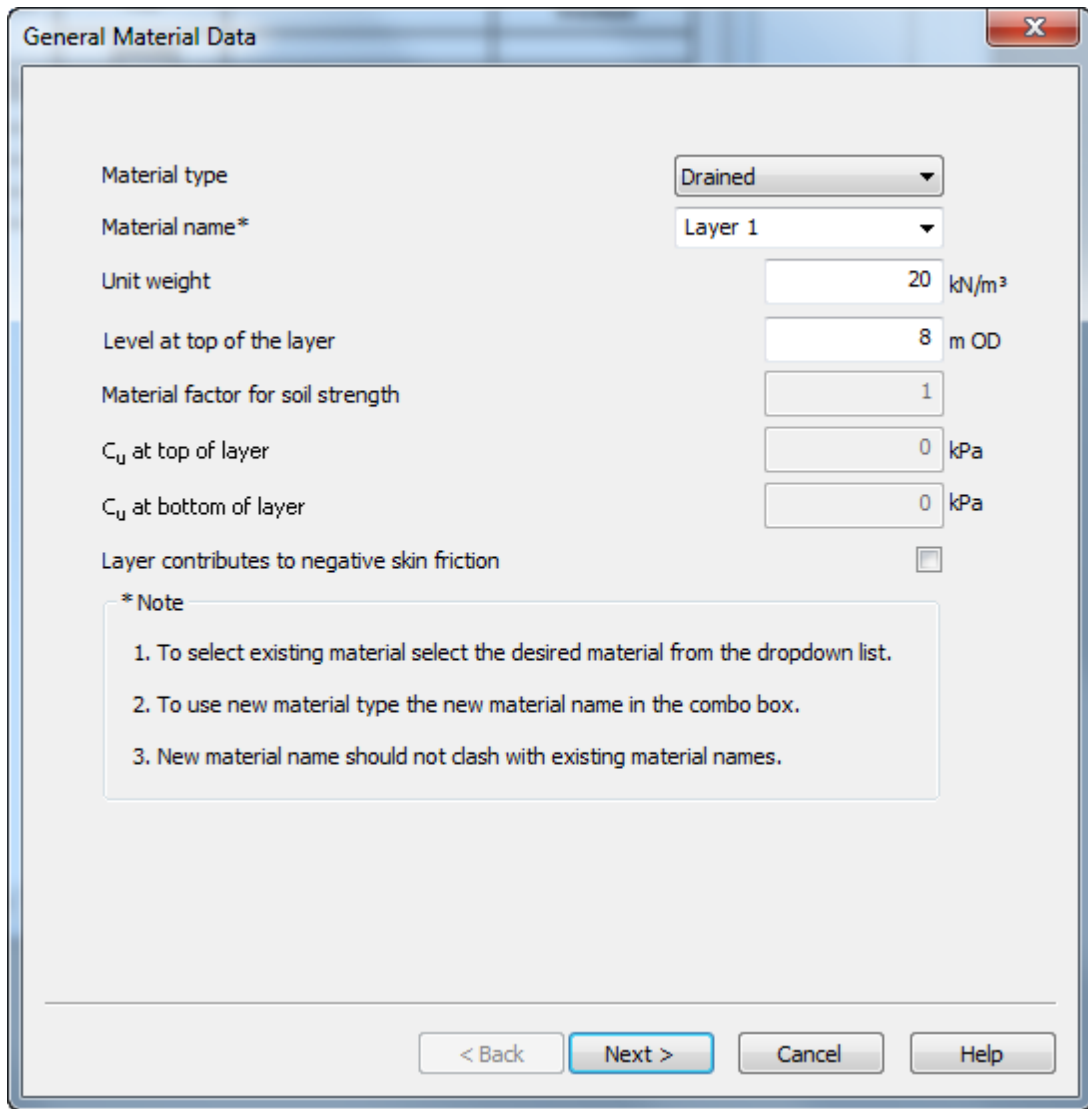 General Material Data
Material type Drained
Material name* Layer 1
Unit weight 20 kN/m³
Level at top of the layer 8 m OD
Material factor for soil strength 1
Cu at top of layer 0 kPa
Cu at bottom of layer 0 kPa
Layer contributes to negative skin friction
* Note
1. To select existing material select the desired material from the dropdown list.
2. To use new material type the new material name in the combo box.
3. New material name should not clash with existing material names.
< Back Next > Cancel Help